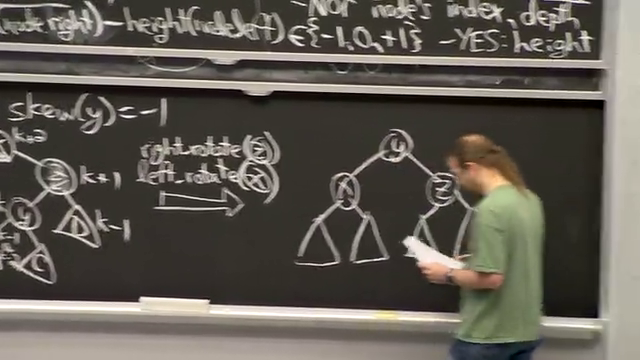 -Not node's index, depth
node.right) - height(node.left) ∈ {-1, 0, +1} -YES: height
skew(y) = -1
k+2
right_rotate(z)
left_rotate(x)
z k+1
y
D k-1
C
y
x
z